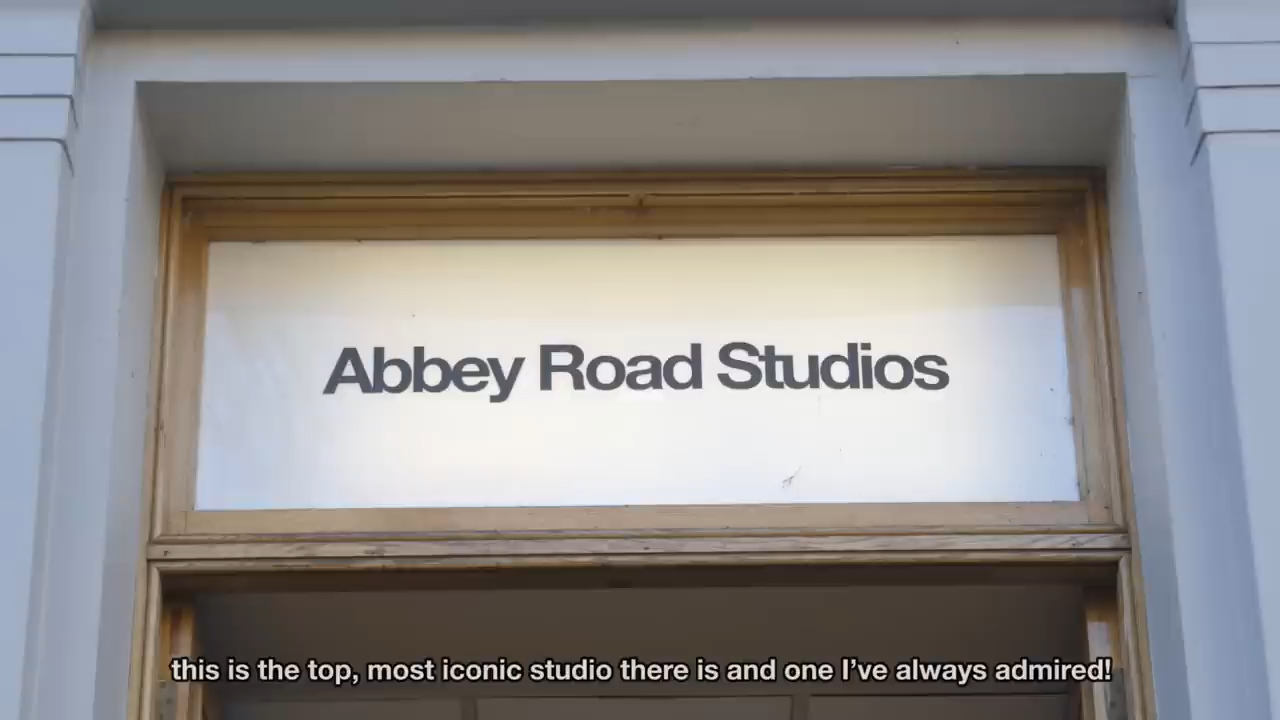 Abbey Road Studios
this is the top, most iconic studio there is and one I’ve always admired!